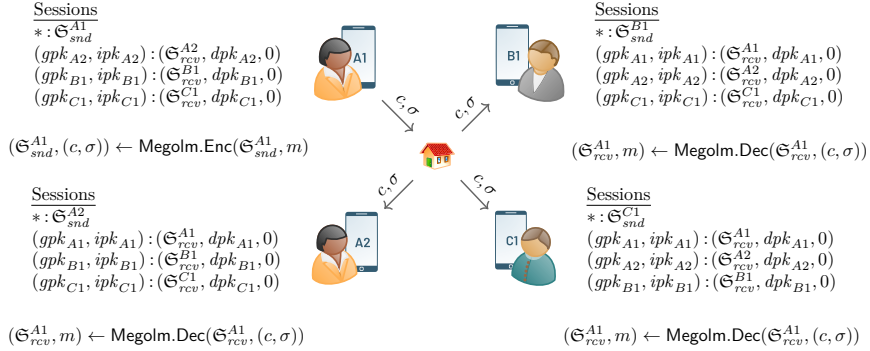 Sessions
∗ : 𝔖^{A1}_{snd}
(gpk_{A2}, ipk_{A2}) : (𝔖^{A2}_{rcv}, dpk_{A2}, 0)
(gpk_{B1}, ipk_{B1}) : (𝔖^{B1}_{rcv}, dpk_{B1}, 0)
(gpk_{C1}, ipk_{C1}) : (𝔖^{C1}_{rcv}, dpk_{C1}, 0)
A1
B1
Sessions
∗ : 𝔖^{B1}_{snd}
(gpk_{A1}, ipk_{A1}) : (𝔖^{A1}_{rcv}, dpk_{A1}, 0)
(gpk_{A2}, ipk_{A2}) : (𝔖^{A2}_{rcv}, dpk_{A2}, 0)
(gpk_{C1}, ipk_{C1}) : (𝔖^{C1}_{rcv}, dpk_{C1}, 0)
c, σ
c, σ
(𝔖^{A1}_{snd}, (c, σ)) ← Megolm.Enc(𝔖^{A1}_{snd}, m)
(𝔖^{A1}_{rcv}, m) ← Megolm.Dec(𝔖^{A1}_{rcv}, (c, σ))
c, σ
c, σ
Sessions
∗ : 𝔖^{A2}_{snd}
(gpk_{A1}, ipk_{A1}) : (𝔖^{A1}_{rcv}, dpk_{A1}, 0)
(gpk_{B1}, ipk_{B1}) : (𝔖^{B1}_{rcv}, dpk_{B1}, 0)
(gpk_{C1}, ipk_{C1}) : (𝔖^{C1}_{rcv}, dpk_{C1}, 0)
A2
C1
Sessions
∗ : 𝔖^{C1}_{snd}
(gpk_{A1}, ipk_{A1}) : (𝔖^{A1}_{rcv}, dpk_{A1}, 0)
(gpk_{A2}, ipk_{A2}) : (𝔖^{A2}_{rcv}, dpk_{A2}, 0)
(gpk_{B1}, ipk_{B1}) : (𝔖^{B1}_{rcv}, dpk_{B1}, 0)
(𝔖^{A1}_{rcv}, m) ← Megolm.Dec(𝔖^{A1}_{rcv}, (c, σ))
(𝔖^{A1}_{rcv}, m) ← Megolm.Dec(𝔖^{A1}_{rcv}, (c, σ))